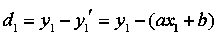 d₁ = y₁ − y₁′ = y₁ − (ax₁ + b)